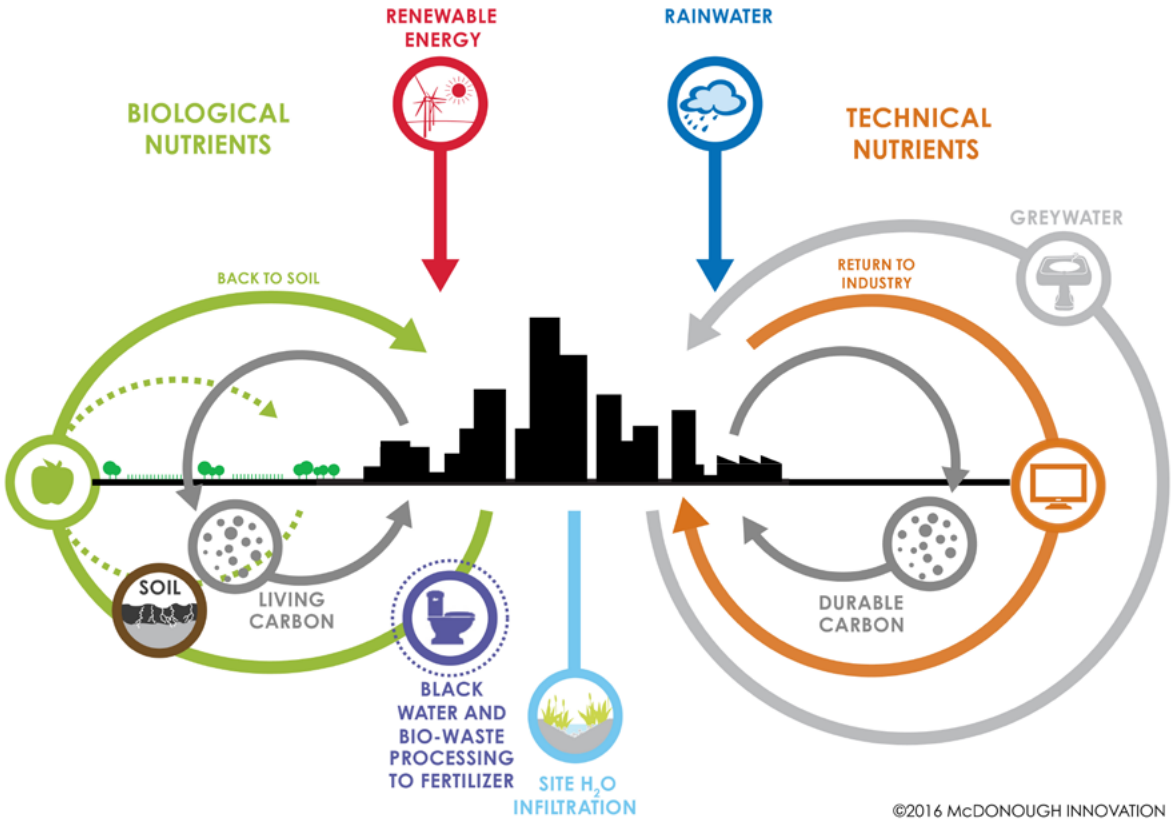 RENEWABLE
ENERGY
RAINWATER
BIOLOGICAL
NUTRIENTS
TECHNICAL
NUTRIENTS
GREYWATER
BACK TO SOIL
RETURN TO
INDUSTRY
SOIL
LIVING
CARBON
DURABLE
CARBON
BLACK
WATER AND
BIO-WASTE
PROCESSING
TO FERTILIZER
SITE H₂O
INFILTRATION
©2016 McDONOUGH INNOVATION